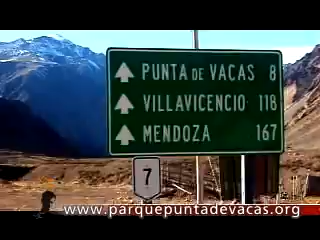 PUNTA DE VACAS 8
VILLAVICENCIO 118
MENDOZA 167
7
www.parquepuntadevacas.org